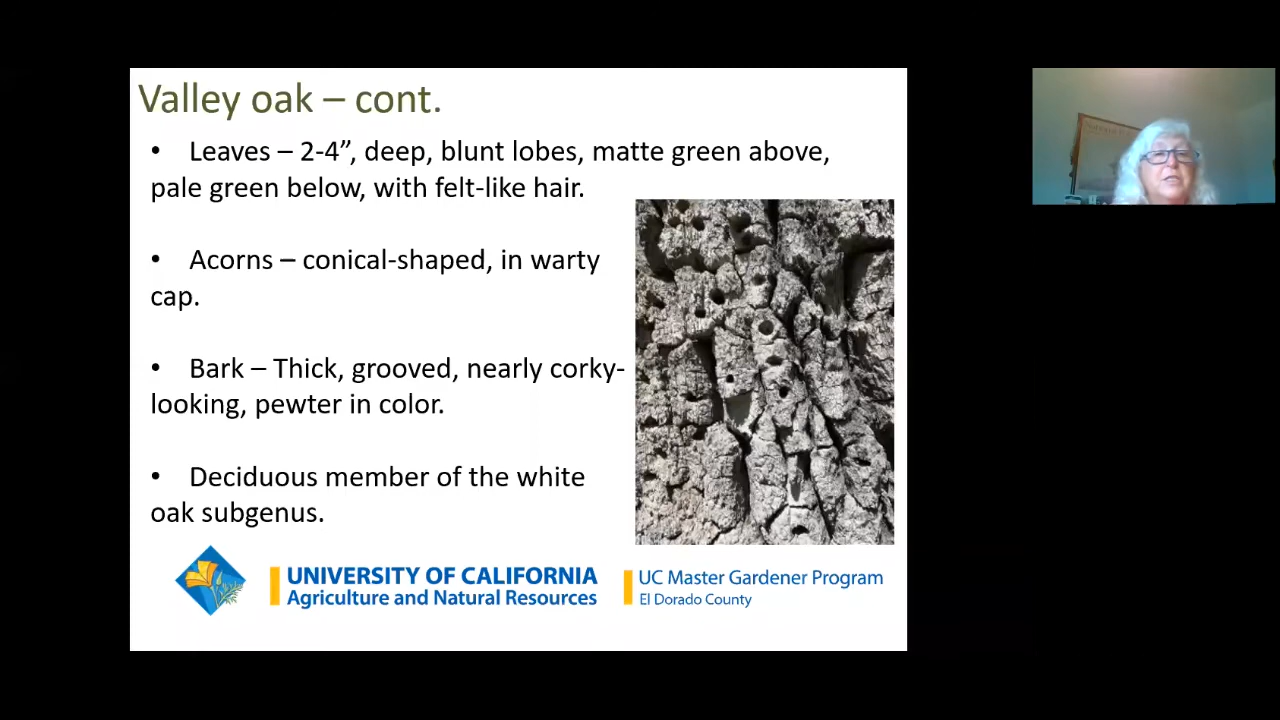 Valley oak – cont.
• Leaves – 2-4”, deep, blunt lobes, matte green above,
pale green below, with felt-like hair.
• Acorns – conical-shaped, in warty
cap.
• Bark – Thick, grooved, nearly corky-
looking, pewter in color.
• Deciduous member of the white
oak subgenus.
UNIVERSITY OF CALIFORNIA
Agriculture and Natural Resources
UC Master Gardener Program
El Dorado County